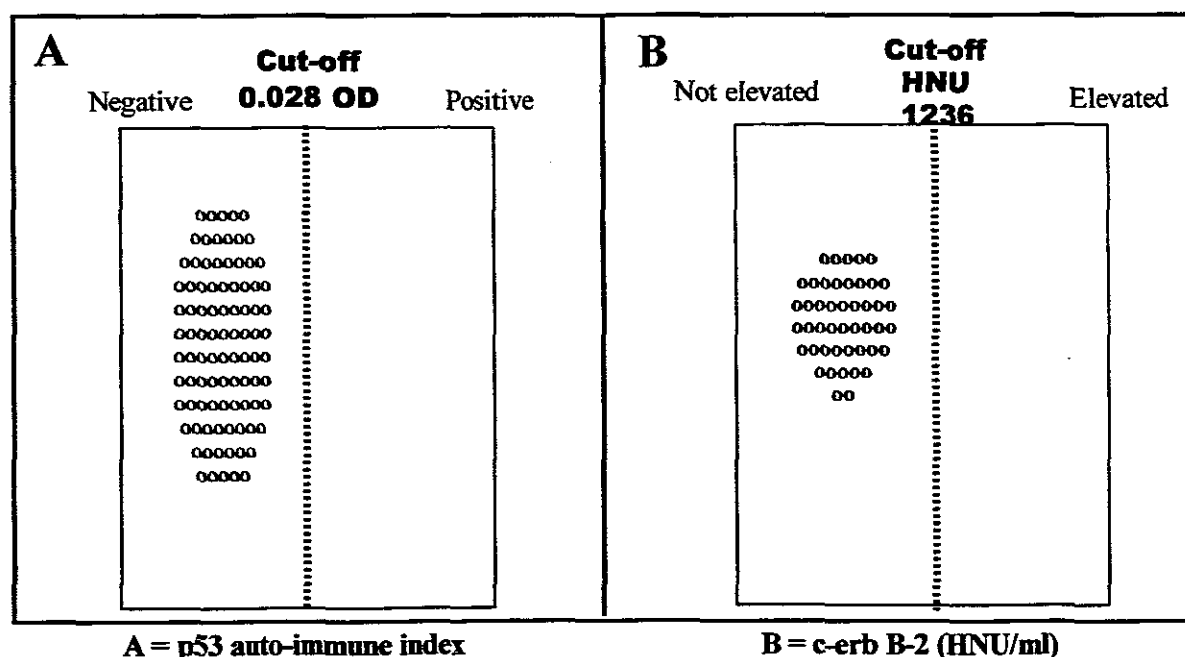 A
Cut-off
0.028 OD
Negative
Positive
B
Cut-off
HNU
1236
Not elevated
Elevated
A = p53 auto-immune index
B = c-erb B-2 (HNU/ml)